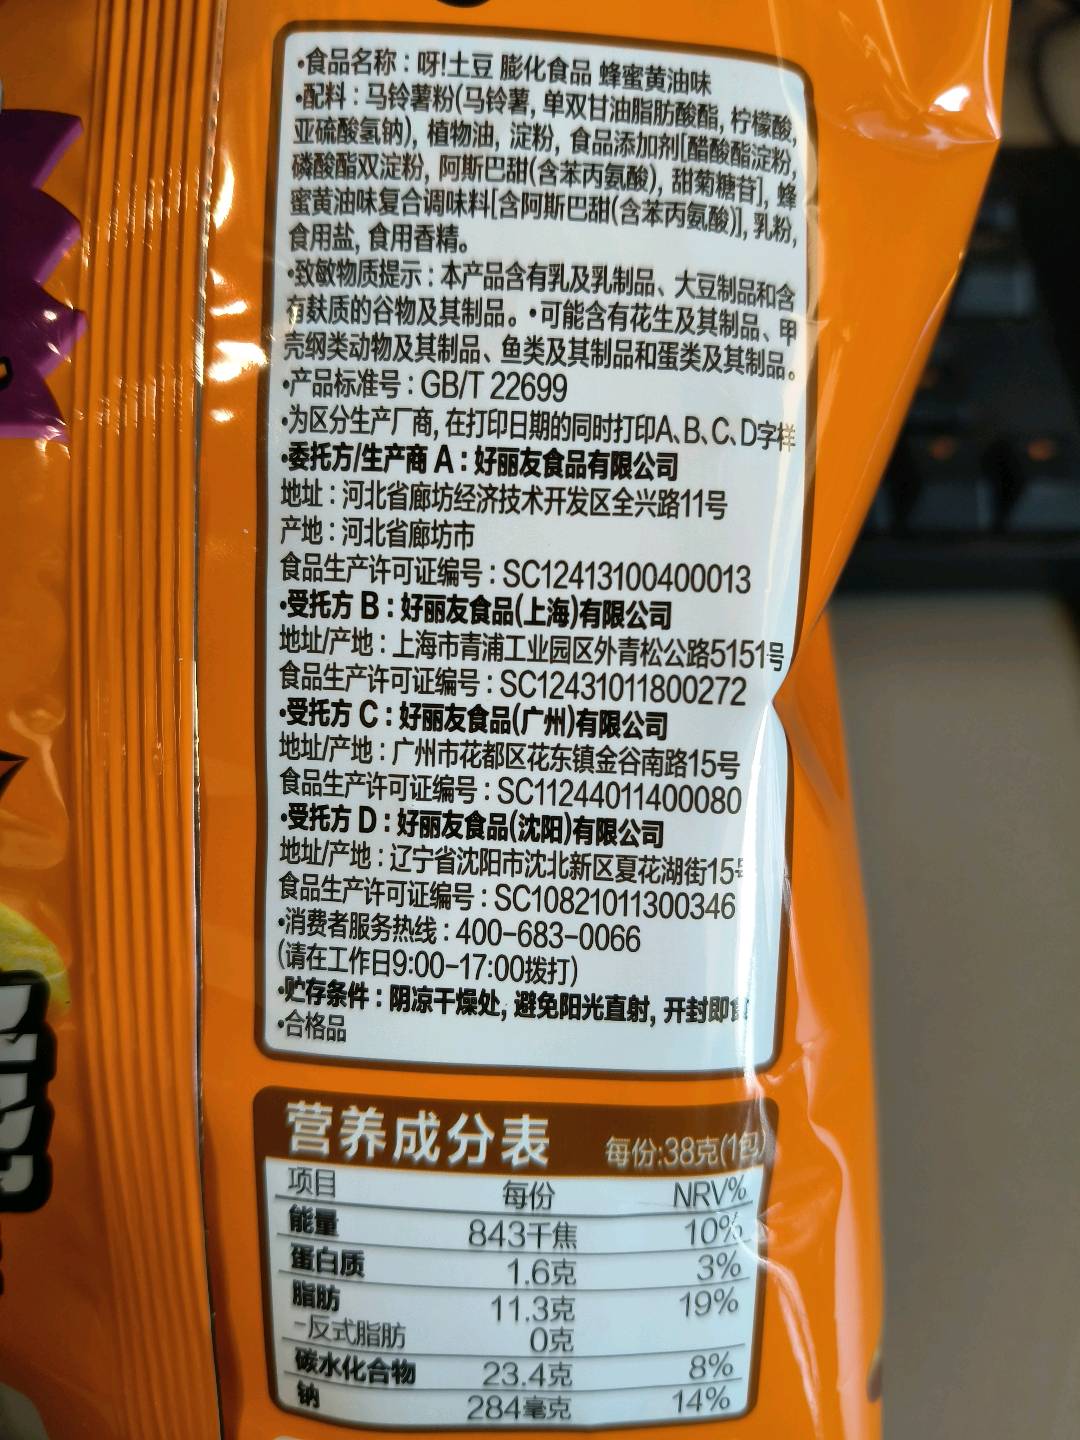 •食品名称：呀!土豆 膨化食品 蜂蜜黄油味
•配料：马铃薯粉(马铃薯, 单双甘油脂肪酸酯, 柠檬酸,
亚硫酸氢钠), 植物油, 淀粉, 食品添加剂[醋酸酯淀粉,
磷酸酯双淀粉, 阿斯巴甜(含苯丙氨酸), 甜菊糖苷], 蜂
蜜黄油味复合调味料[含阿斯巴甜(含苯丙氨酸)], 乳粉,
食用盐, 食用香精。
•致敏物质提示：本产品含有乳及乳制品、大豆制品和含
有麸质的谷物及其制品。•可能含有花生及其制品、甲
壳纲类动物及其制品、鱼类及其制品和蛋类及其制品。
•产品标准号：GB/T 22699
•为区分生产厂商, 在打印日期的同时打印A、B、C、D字样
•委托方/生产商 A：好丽友食品有限公司
地址：河北省廊坊经济技术开发区全兴路11号
产地：河北省廊坊市
食品生产许可证编号：SC12413100400013
•受托方 B：好丽友食品(上海)有限公司
地址/产地：上海市青浦工业园区外青松公路5151号
食品生产许可证编号：SC12431011800272
•受托方 C：好丽友食品(广州)有限公司
地址/产地：广州市花都区花东镇金谷南路15号
食品生产许可证编号：SC11244011400080
•受托方 D：好丽友食品(沈阳)有限公司
地址/产地：辽宁省沈阳市沈北新区夏花湖街15号
食品生产许可证编号：SC10821011300346
•消费者服务热线：400-683-0066
(请在工作日9:00-17:00拨打)
•贮存条件：阴凉干燥处, 避免阳光直射, 开封即食
•合格品
营养成分表 每份:38克(1包)
项目 每份 NRV%
能量 843千焦 10%
蛋白质 1.6克 3%
脂肪 11.3克 19%
-反式脂肪 0克
碳水化合物 23.4克 8%
钠 284毫克 14%